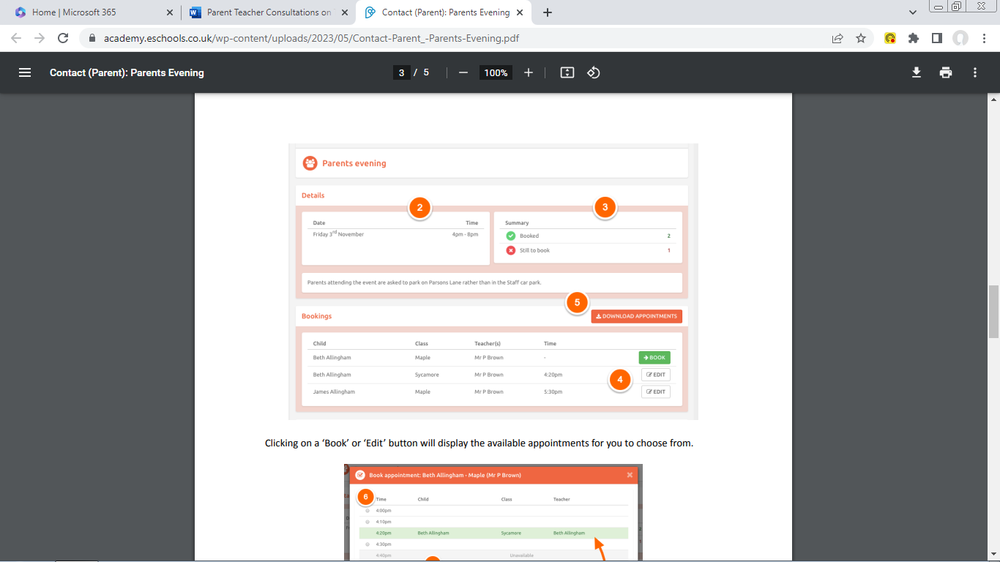 Home | Microsoft 365
Parent Teacher Consultations on
Contact (Parent): Parents Evening
academy.eschools.co.uk/wp-content/uploads/2023/05/Contact-Parent_-Parents-Evening.pdf
Contact (Parent): Parents Evening
3 / 5
100%
Parents evening
Details
2
3
Date Time
Friday 3rd November 4pm - 8pm
Summary
Booked 2
Still to book 1
Parents attending the event are asked to park on Parsons Lane rather than in the Staff car park.
5
Bookings
DOWNLOAD APPOINTMENTS
Child Class Teacher(s) Time
Beth Allingham Maple Mr P Brown - BOOK
Beth Allingham Sycamore Mr P Brown 4:20pm 4 EDIT
James Allingham Maple Mr P Brown 5:30pm EDIT
Clicking on a ‘Book’ or ‘Edit’ button will display the available appointments for you to choose from.
Book appointment: Beth Allingham - Maple (Mr P Brown)
6
Time Child Class Teacher
4:00pm
4:10pm
4:20pm Beth Allingham Sycamore Beth Allingham
4:30pm
4:40pm Unavailable